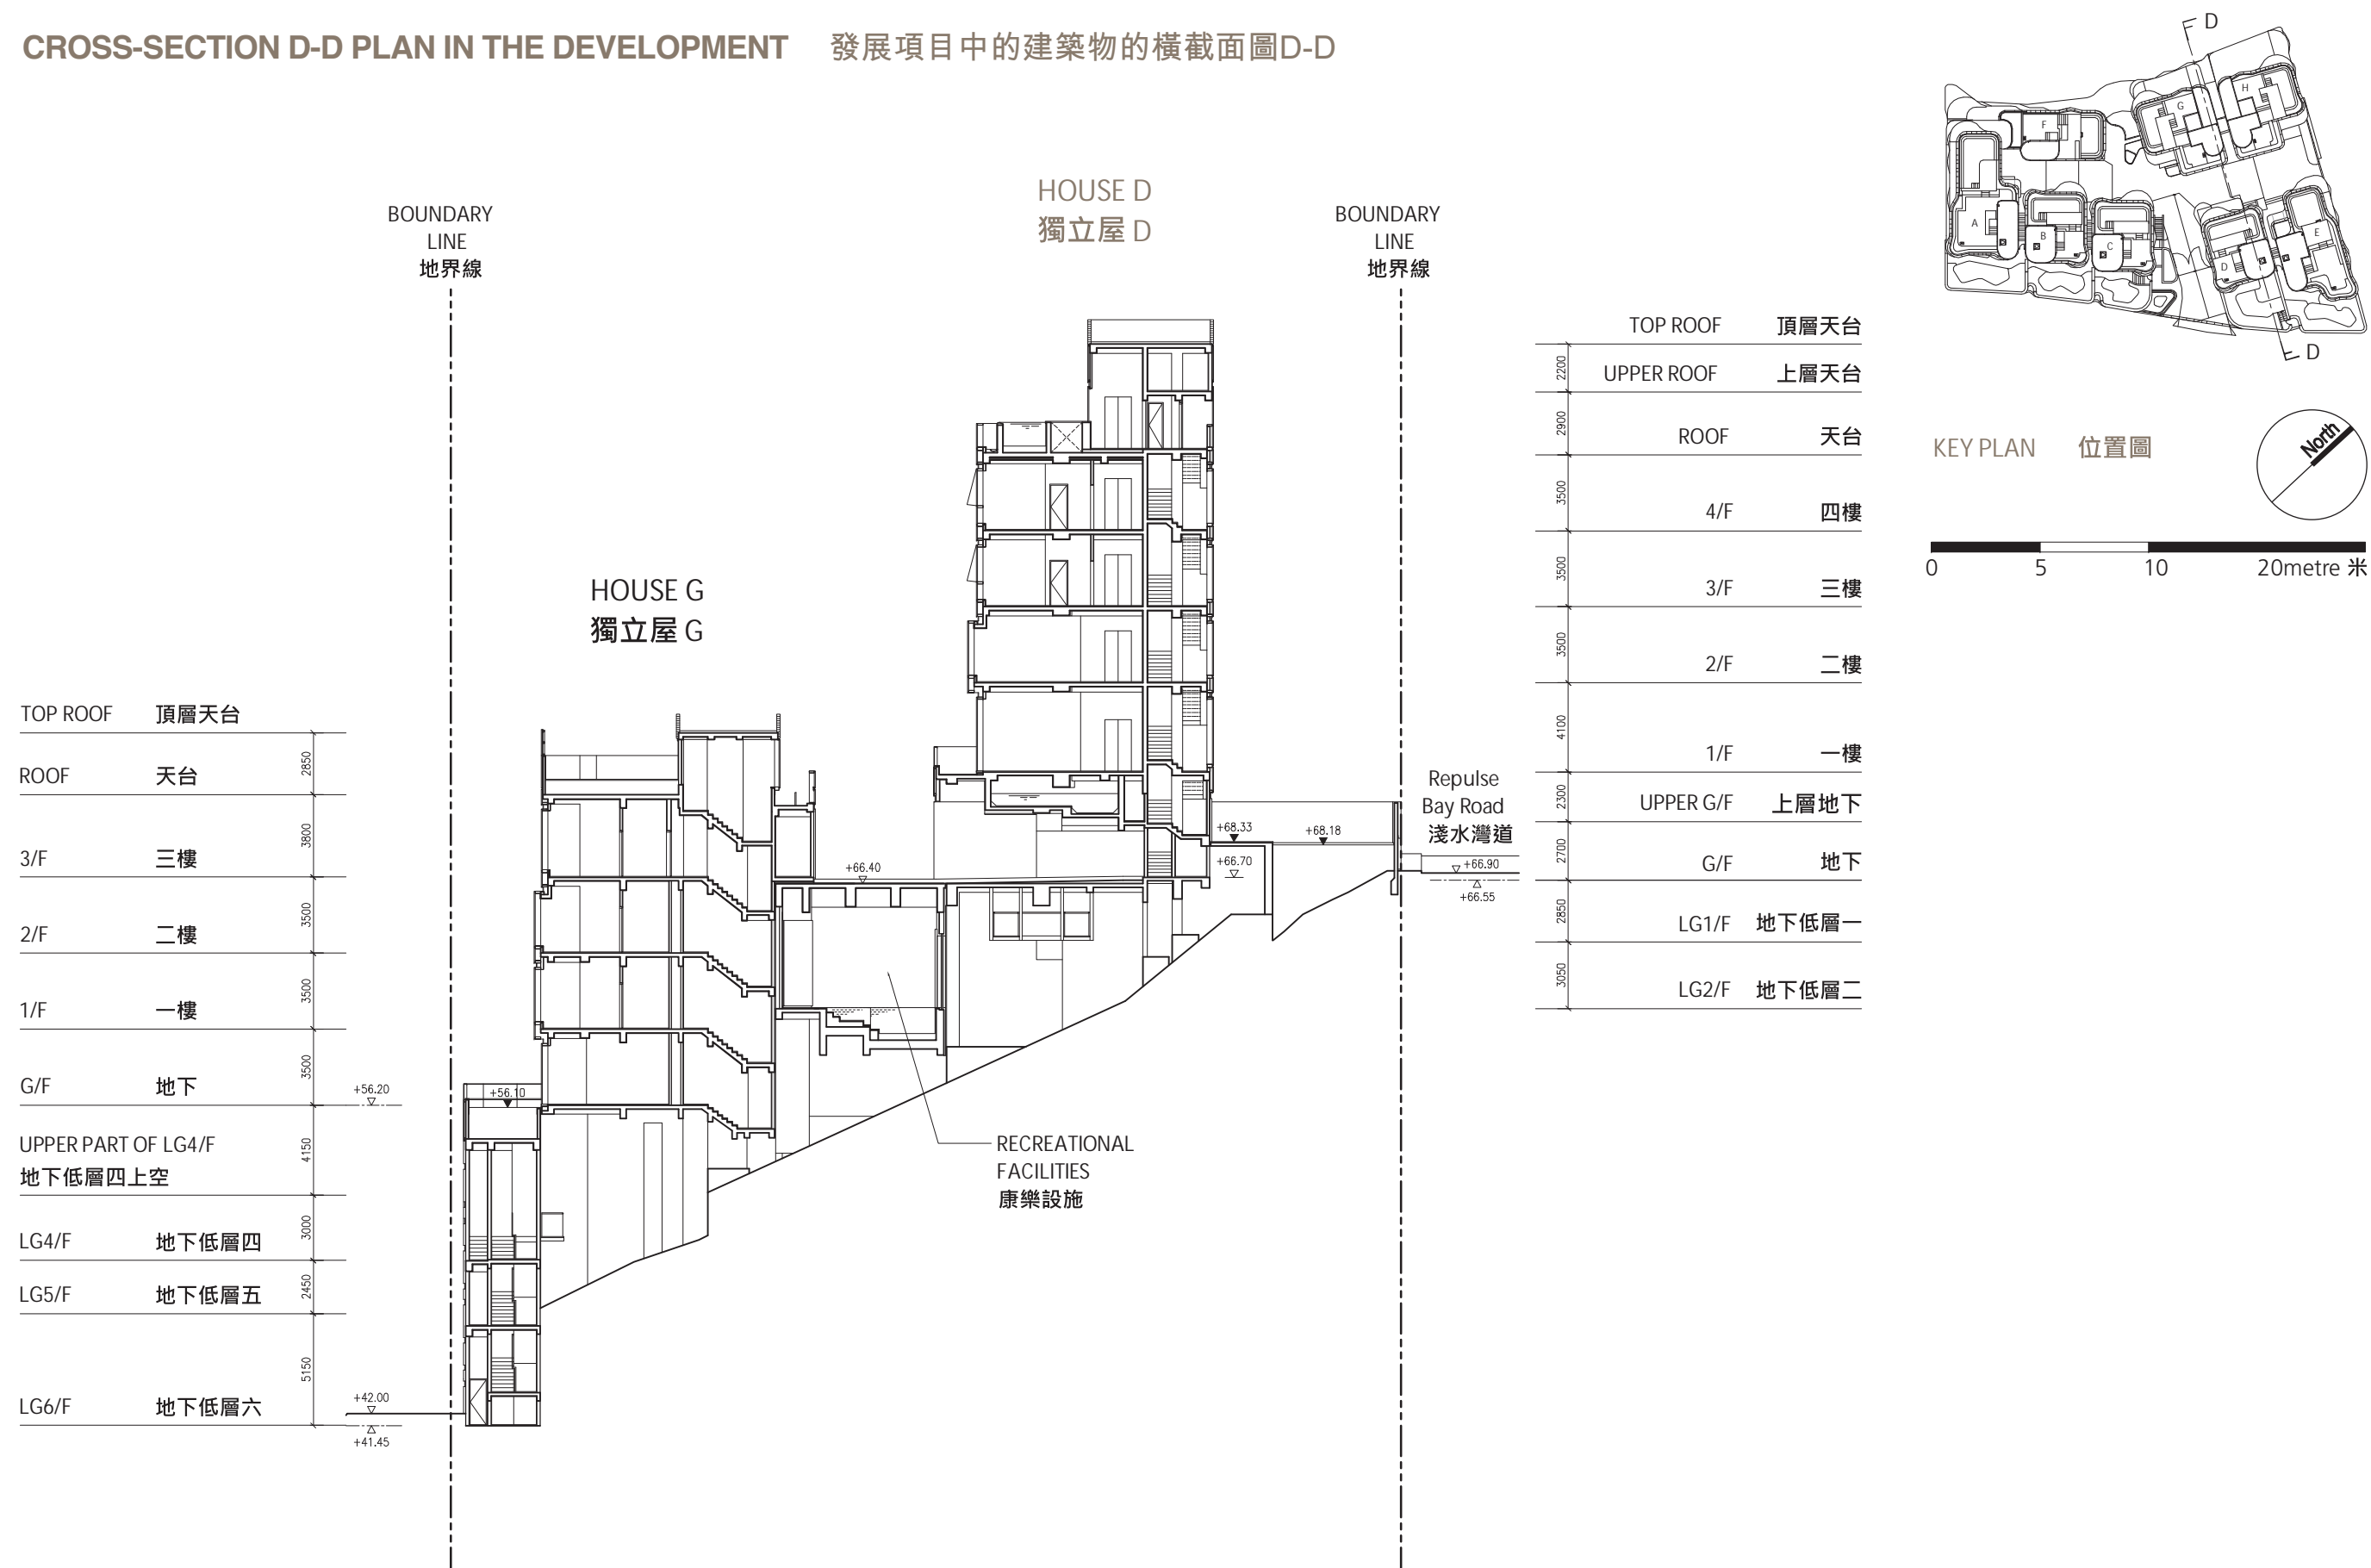 CROSS-SECTION D-D PLAN IN THE DEVELOPMENT 發展項目中的建築物的橫截面圖D-D
D
G
H
F
A
B
C
D
E
D
KEY PLAN 位置圖
North
0 5 10 20metre 米
HOUSE D
獨立屋 D
BOUNDARY
LINE
地界線
BOUNDARY
LINE
地界線
HOUSE G
獨立屋 G
TOP ROOF 頂層天台
2850
ROOF 天台
3800
3/F 三樓
3500
2/F 二樓
3500
1/F 一樓
3500
G/F 地下
+56.20
+56.10
4150
UPPER PART OF LG4/F
地下低層四上空
3000
LG4/F 地下低層四
2450
LG5/F 地下低層五
5150
LG6/F 地下低層六
+42.00
+41.45
+66.40
RECREATIONAL
FACILITIES
康樂設施
+68.33
+68.18
+66.70
Repulse
Bay Road
淺水灣道
+66.90
+66.55
TOP ROOF 頂層天台
2200
UPPER ROOF 上層天台
2900
ROOF 天台
3500
4/F 四樓
3500
3/F 三樓
3500
2/F 二樓
4100
1/F 一樓
2300
UPPER G/F 上層地下
2700
G/F 地下
2850
LG1/F 地下低層一
3050
LG2/F 地下低層二